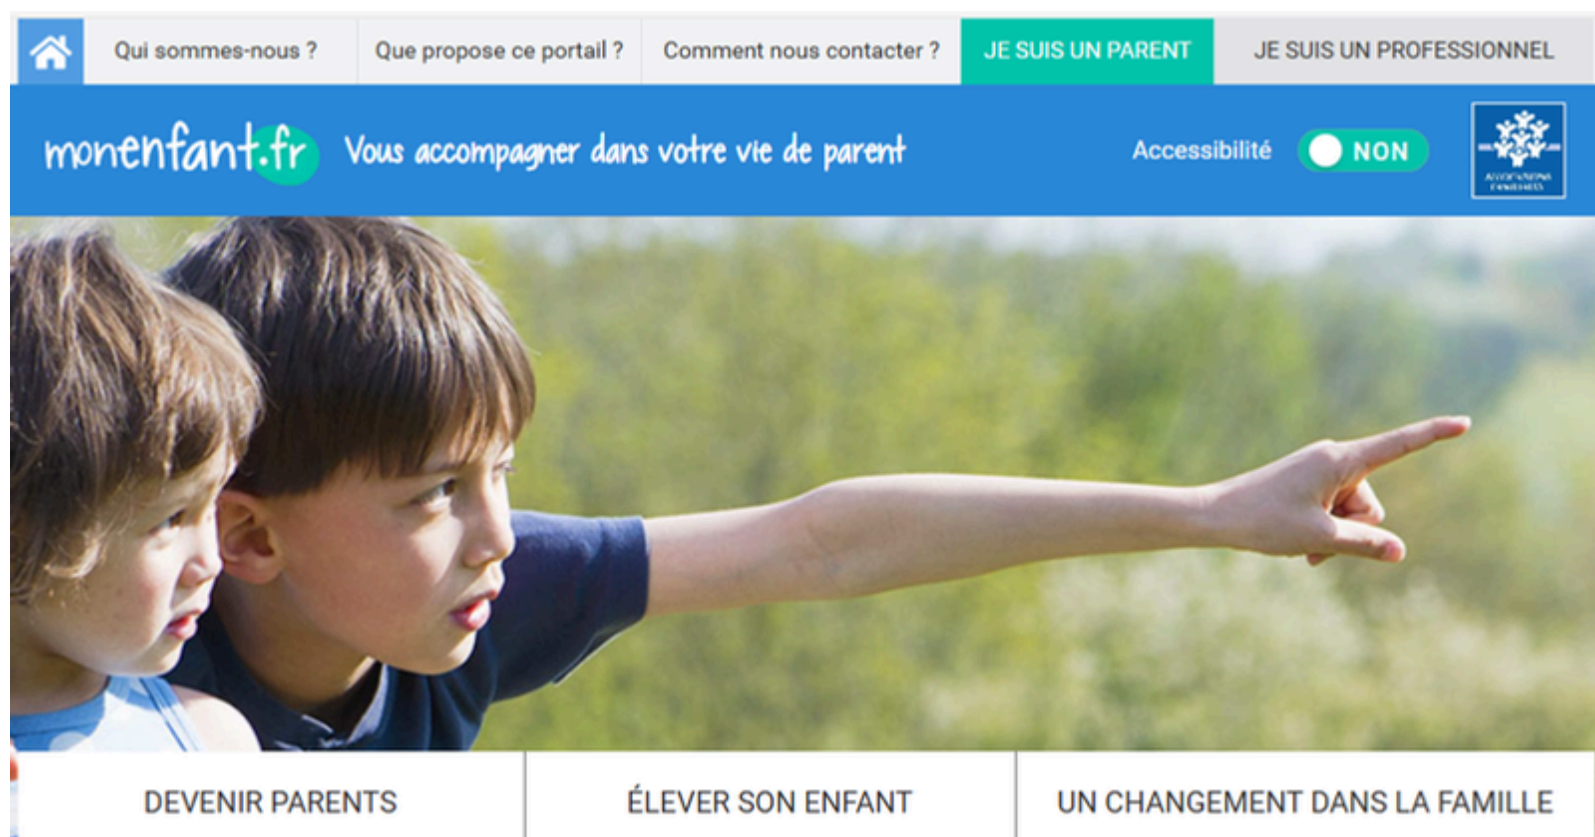 Qui sommes-nous ?
Que propose ce portail ?
Comment nous contacter ?
JE SUIS UN PARENT
JE SUIS UN PROFESSIONNEL
monenfant.fr
Vous accompagner dans votre vie de parent
Accessibilité
NON
DEVENIR PARENTS
ÉLEVER SON ENFANT
UN CHANGEMENT DANS LA FAMILLE